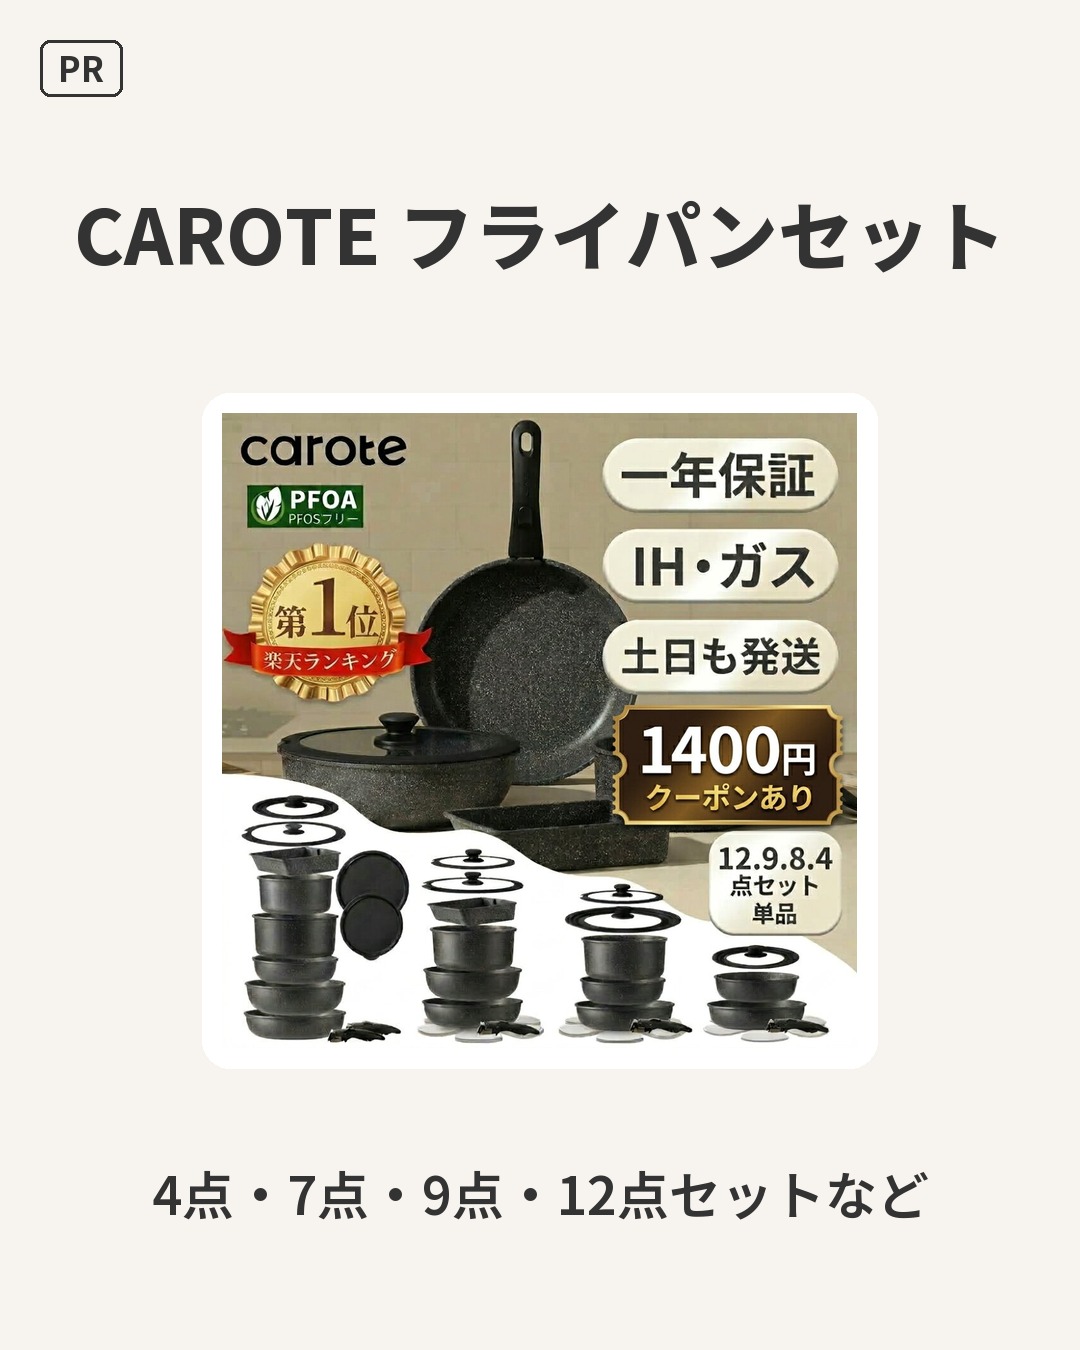 PR
CAROTE フライパンセット
carote
PFOA
PFOSフリー
第1位
楽天ランキング
一年保証
IH・ガス
土日も発送
1400円
クーポンあり
12.9.8.4
点セット
単品
4点・7点・9点・12点セットなど